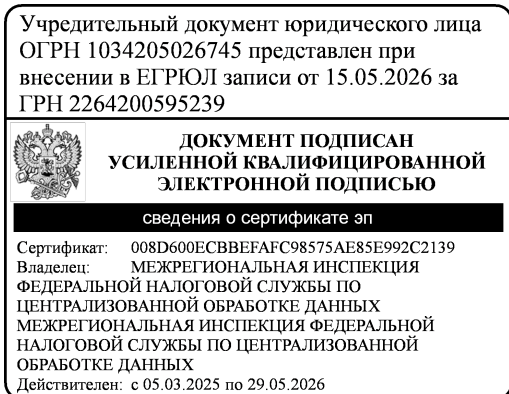 Учредительный документ юридического лица
ОГРН 1034205026745 представлен при
внесении в ЕГРЮЛ записи от 15.05.2026 за
ГРН 2264200595239
ДОКУМЕНТ ПОДПИСАН
УСИЛЕННОЙ КВАЛИФИЦИРОВАННОЙ
ЭЛЕКТРОННОЙ ПОДПИСЬЮ
сведения о сертификате эп
Сертификат: 008D600ECBBEFAFC98575AE85E992C2139
Владелец: МЕЖРЕГИОНАЛЬНАЯ ИНСПЕКЦИЯ
ФЕДЕРАЛЬНОЙ НАЛОГОВОЙ СЛУЖБЫ ПО
ЦЕНТРАЛИЗОВАННОЙ ОБРАБОТКЕ ДАННЫХ
МЕЖРЕГИОНАЛЬНАЯ ИНСПЕКЦИЯ ФЕДЕРАЛЬНОЙ
НАЛОГОВОЙ СЛУЖБЫ ПО ЦЕНТРАЛИЗОВАННОЙ
ОБРАБОТКЕ ДАННЫХ
Действителен: с 05.03.2025 по 29.05.2026